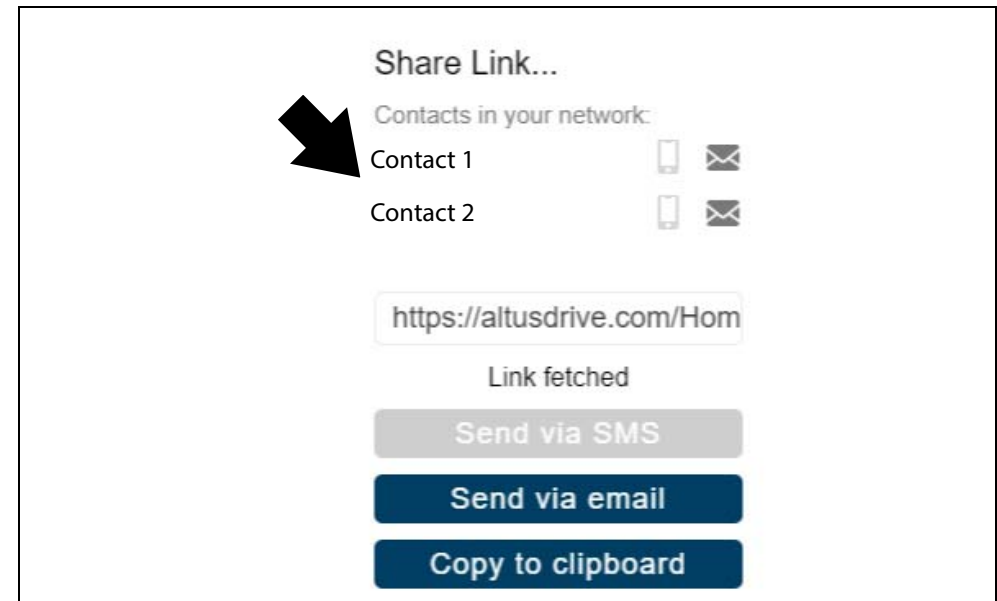 Share Link...
Contacts in your network:
Contact 1
Contact 2
https://altusdrive.com/Hom
Link fetched
Send via SMS
Send via email
Copy to clipboard